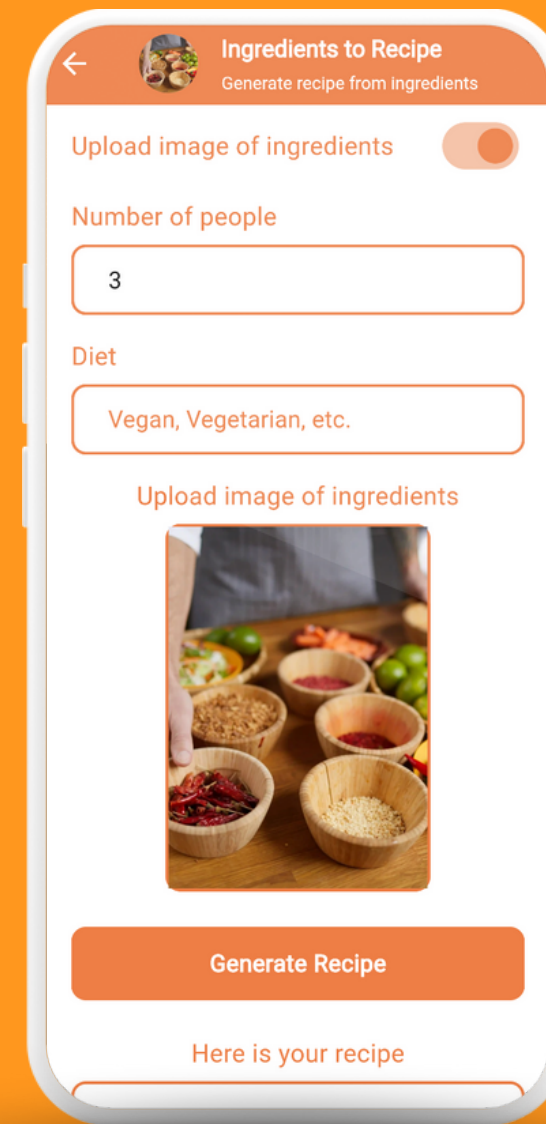 Ingredients to Recipe
Generate recipe from ingredients
Upload image of ingredients
Number of people
3
Diet
Vegan, Vegetarian, etc.
Upload image of ingredients
Generate Recipe
Here is your recipe